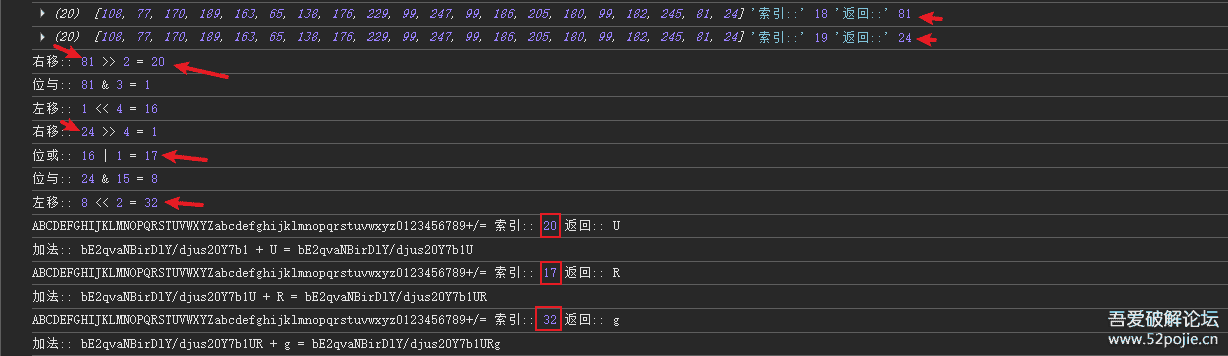 ▶ (20) [108, 77, 170, 189, 163, 65, 138, 176, 229, 99, 247, 99, 186, 205, 180, 99, 182, 245, 81, 24] '索引::' 18 '返回::' 81
▶ (20) [108, 77, 170, 189, 163, 65, 138, 176, 229, 99, 247, 99, 186, 205, 180, 99, 182, 245, 81, 24] '索引::' 19 '返回::' 24
右移:: 81 >> 2 = 20
位与:: 81 & 3 = 1
左移:: 1 << 4 = 16
右移:: 24 >> 4 = 1
位或:: 16 | 1 = 17
位与:: 24 & 15 = 8
左移:: 8 << 2 = 32
ABCDEFGHIJKLMNOPQRSTUVWXYZabcdefghijklmnopqrstuvwxyz0123456789+/= 索引:: 20 返回:: U
加法:: bE2qvaNBirDlY/djus20Y7b1 + U = bE2qvaNBirDlY/djus20Y7b1U
ABCDEFGHIJKLMNOPQRSTUVWXYZabcdefghijklmnopqrstuvwxyz0123456789+/= 索引:: 17 返回:: R
加法:: bE2qvaNBirDlY/djus20Y7b1U + R = bE2qvaNBirDlY/djus20Y7b1UR
ABCDEFGHIJKLMNOPQRSTUVWXYZabcdefghijklmnopqrstuvwxyz0123456789+/= 索引:: 32 返回:: g
加法:: bE2qvaNBirDlY/djus20Y7b1UR + g = bE2qvaNBirDlY/djus20Y7b1URg
吾爱破解论坛
www.52pojie.cn